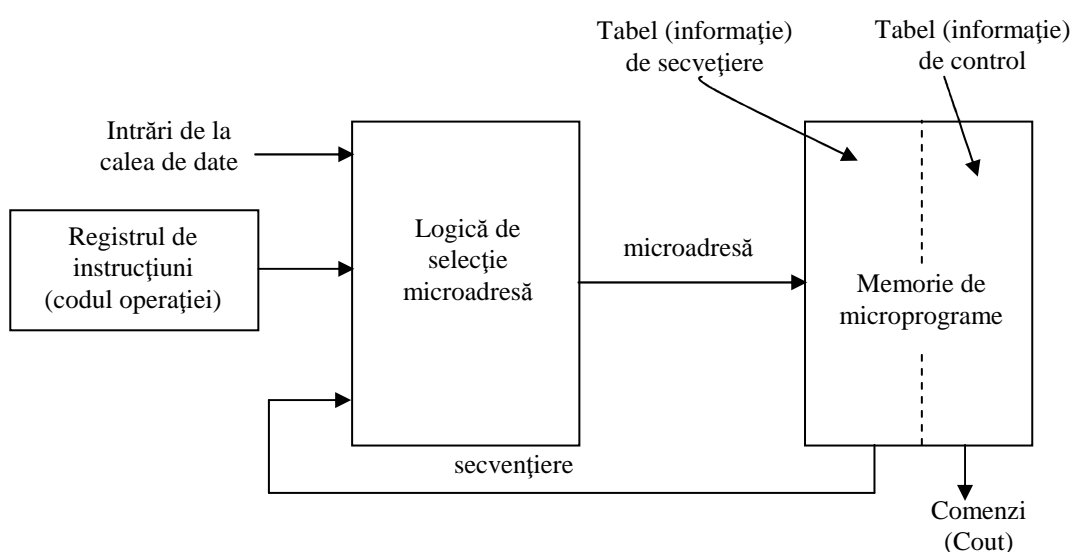 Tabel (informaţie)
de secveţiere
Tabel (informaţie)
de control
Intrări de la
calea de date
Registrul de
instrucţiuni
(codul operaţiei)
Logică de
selecţie
microadresă
microadresă
Memorie de
microprograme
secvenţiere
Comenzi
(Cout)